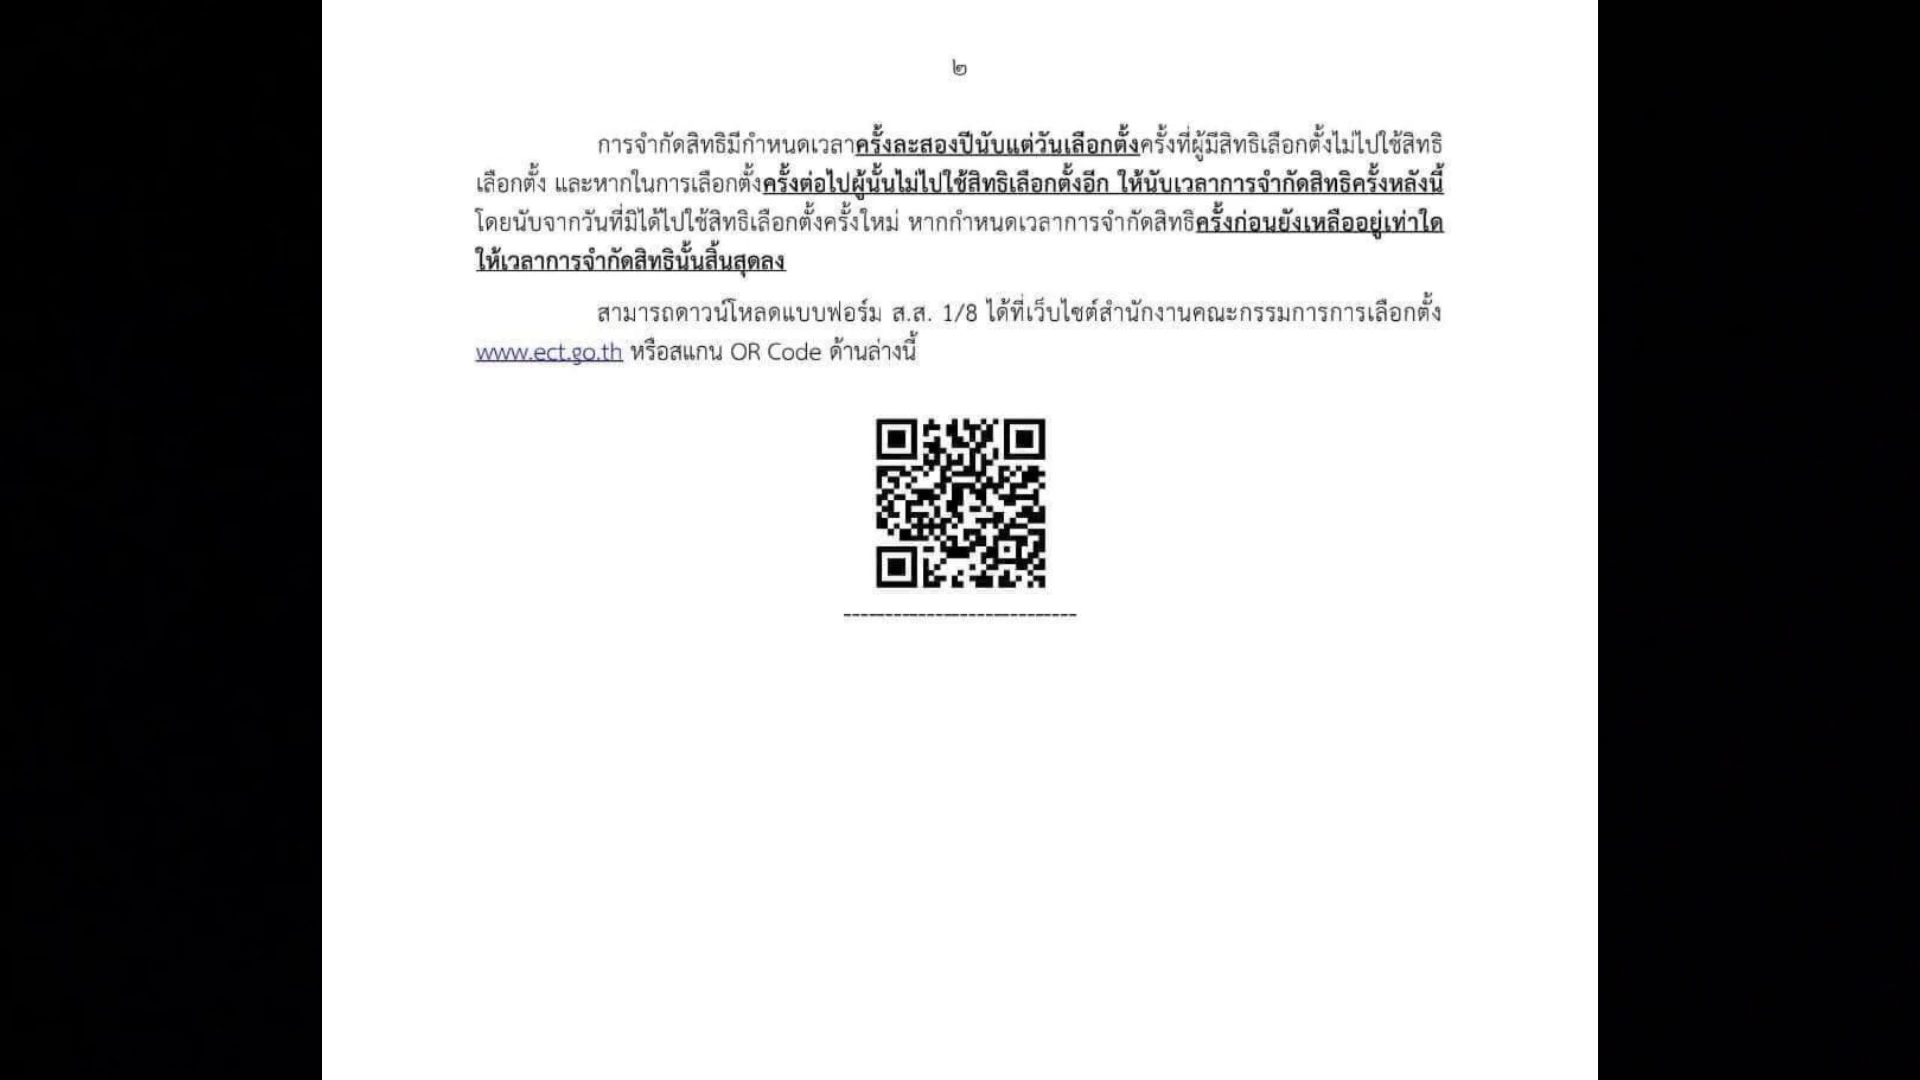 ๒
การจำกัดสิทธิมีกำหนดเวลาครั้งละสองปีนับแต่วันเลือกตั้งครั้งที่ผู้มีสิทธิเลือกตั้งไม่ไปใช้สิทธิ
เลือกตั้ง และหากในการเลือกตั้งครั้งต่อไปผู้นั้นไม่ไปใช้สิทธิเลือกตั้งอีก ให้นับเวลาการจำกัดสิทธิครั้งหลังนี้
โดยนับจากวันที่มิได้ไปใช้สิทธิเลือกตั้งครั้งใหม่ หากกำหนดเวลาการจำกัดสิทธิครั้งก่อนยังเหลืออยู่เท่าใด
ให้เวลาการจำกัดสิทธินั้นสิ้นสุดลง
สามารถดาวน์โหลดแบบฟอร์ม ส.ส. 1/8 ได้ที่เว็บไซต์สำนักงานคณะกรรมการการเลือกตั้ง
www.ect.go.th หรือสแกน OR Code ด้านล่างนี้
----------------------------